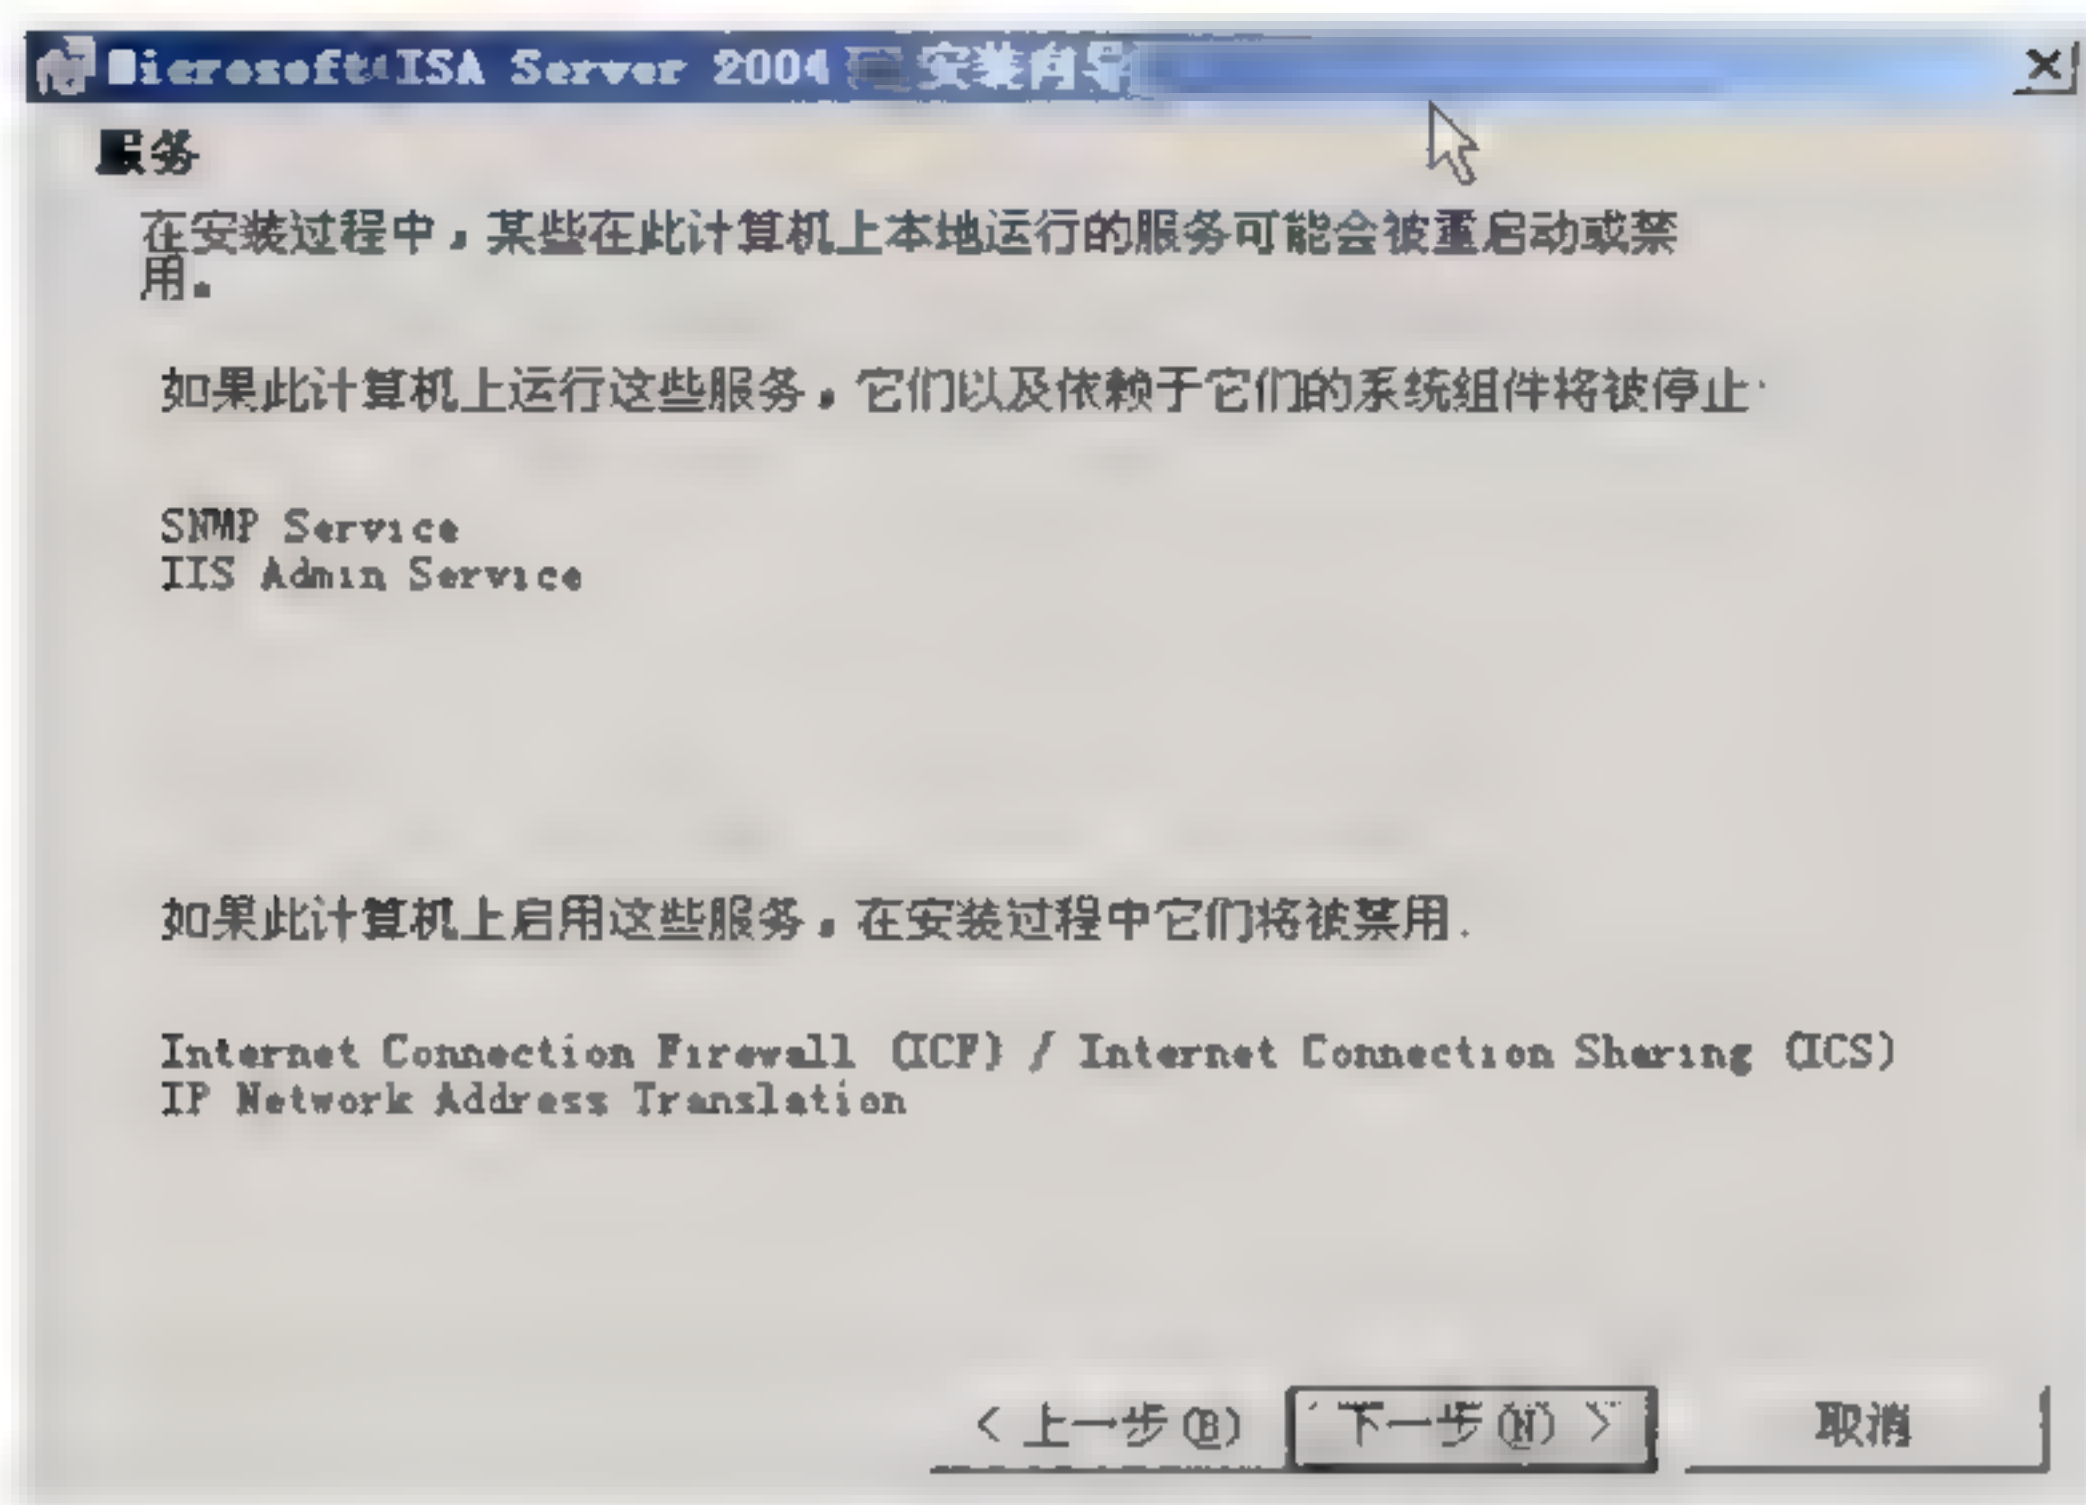 Microsoft ISA Server 2004 - 安装向导
服务
在安装过程中，某些在此计算机上本地运行的服务可能会被重启动或禁
用。
如果此计算机上运行这些服务，它们以及依赖于它们的系统组件将被停止
SNMP Service
IIS Admin Service
如果此计算机上启用这些服务，在安装过程中它们将被禁用.
Internet Connection Firewall (ICF) / Internet Connection Sharing (ICS)
IP Network Address Translation
< 上一步(B) 下一步(N) > 取消